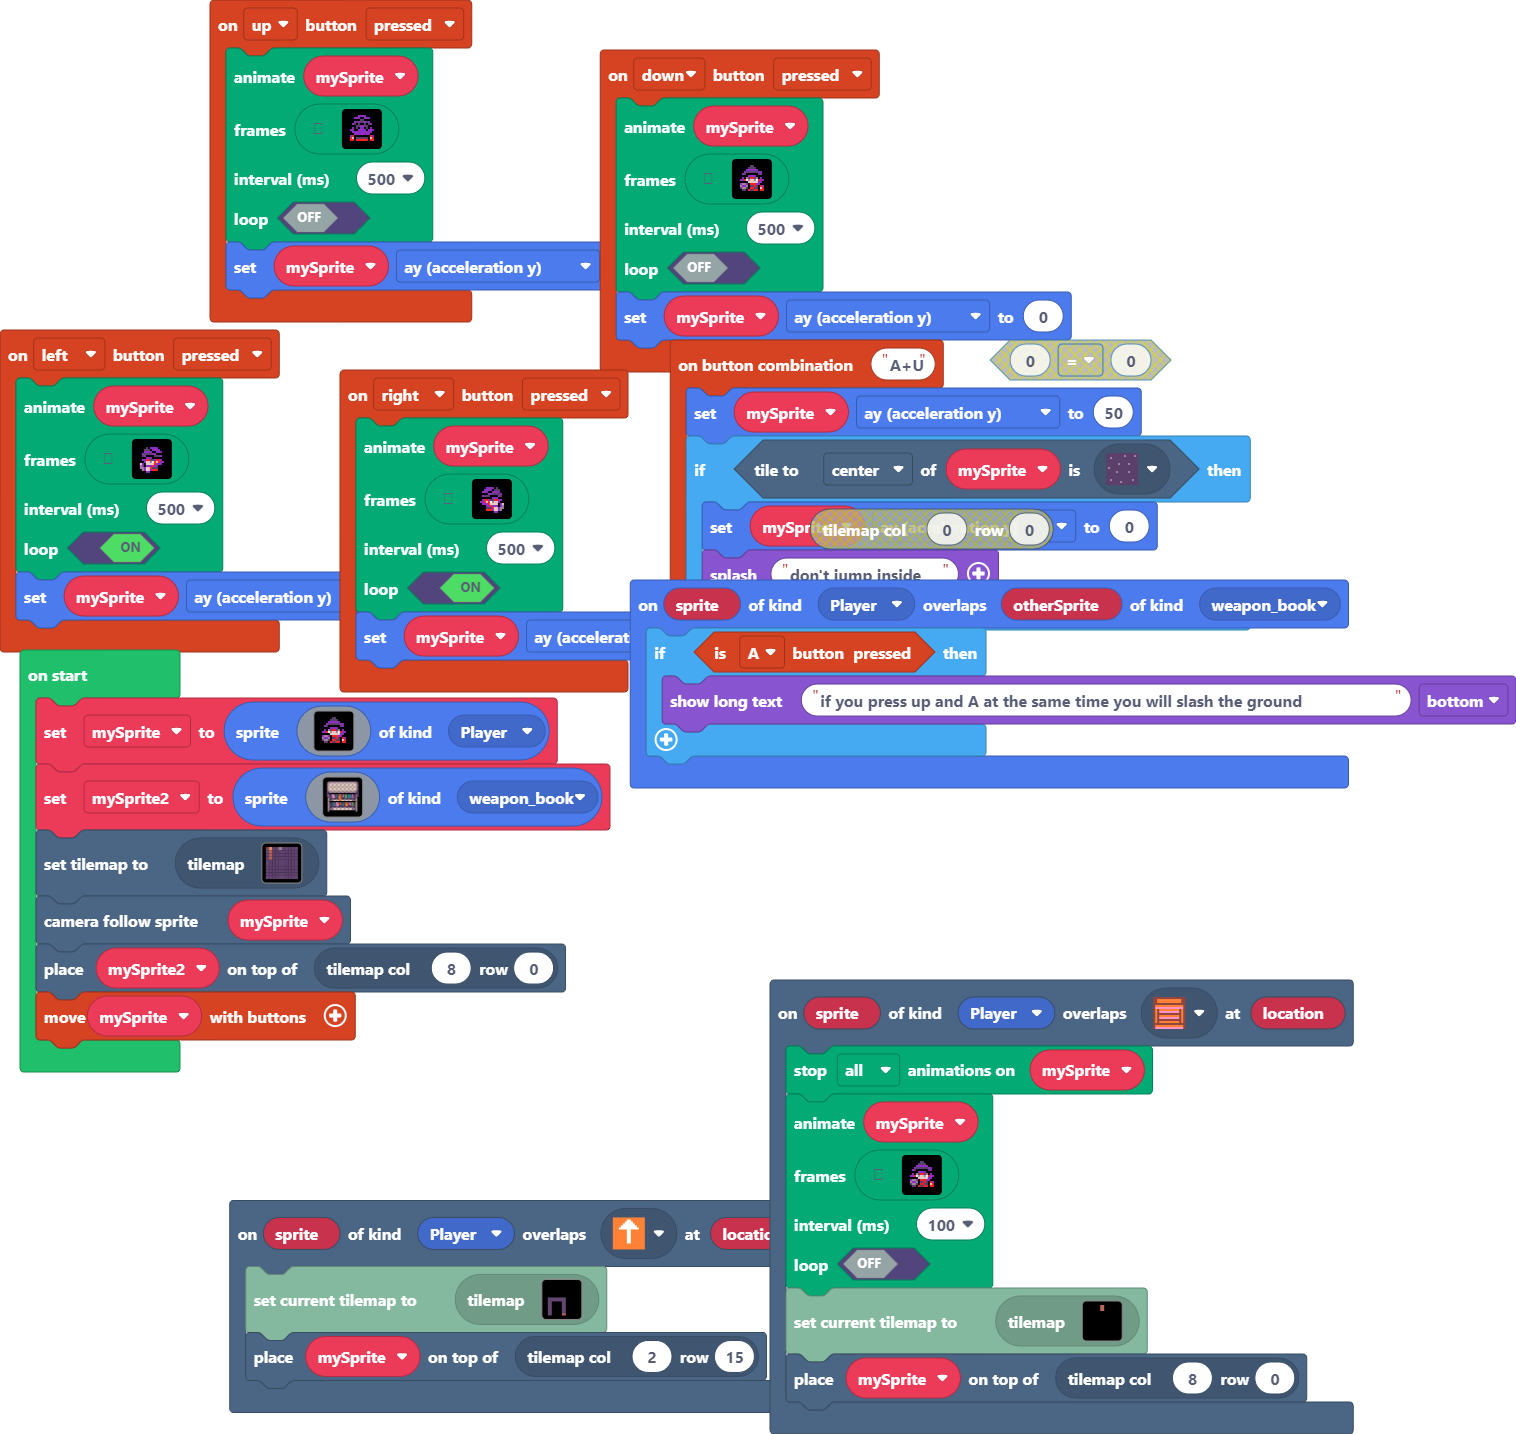 on up button pressed
animate mySprite
frames
interval (ms) 500
loop OFF
set mySprite ay (acceleration y)
on down button pressed
animate mySprite
frames
interval (ms) 500
loop OFF
set mySprite ay (acceleration y) to 0
on left button pressed
animate mySprite
frames
interval (ms) 500
loop ON
set mySprite ay (acceleration y)
on right button pressed
animate mySprite
frames
interval (ms) 500
loop ON
set mySprite ay (accelerat
on button combination "A+U"
0 = 0
set mySprite ay (acceleration y) to 50
if tile to center of mySprite is then
set mySpri to 0
tilemap col 0 row 0
splash "don't jump inside "
on sprite of kind Player overlaps otherSprite of kind weapon_book
if is A button pressed then
show long text "if you press up and A at the same time you will slash the ground " bottom
on start
set mySprite to sprite of kind Player
set mySprite2 to sprite of kind weapon_book
set tilemap to tilemap
camera follow sprite mySprite
place mySprite2 on top of tilemap col 8 row 0
move mySprite with buttons
on sprite of kind Player overlaps at location
stop all animations on mySprite
animate mySprite
frames
interval (ms) 100
loop OFF
set current tilemap to tilemap
place mySprite on top of tilemap col 8 row 0
on sprite of kind Player overlaps at locatic
set current tilemap to tilemap
place mySprite on top of tilemap col 2 row 15